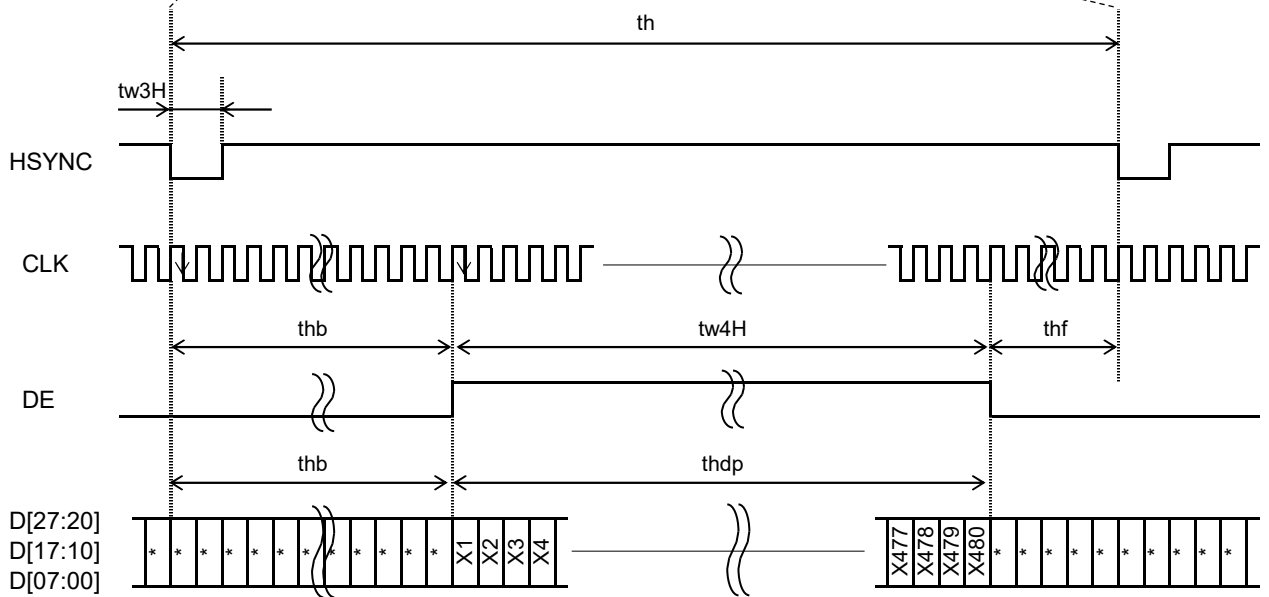 th
tw3H
HSYNC
CLK
thb tw4H thf
DE
thb thdp
D[27:20]
D[17:10]
D[07:00]
* * * * * * * * * * * * X1 X2 X3 X4 X477 X478 X479 X480 * * * * * * * * * *